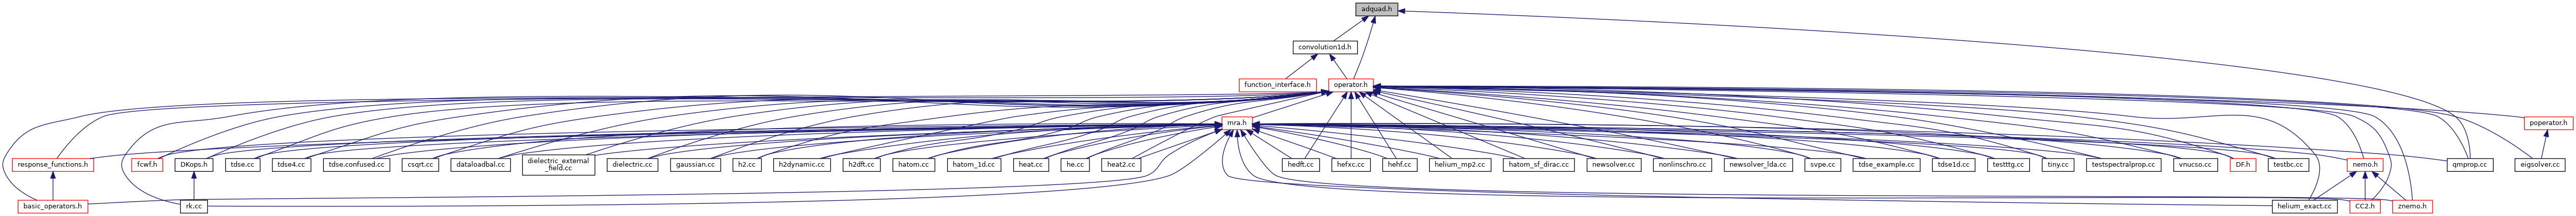 adquad.h
convolution1d.h
function_interface.h
operator.h
mra.h
poperator.h
response_functions.h
fcwf.h
DKops.h
tdse.cc
tdse4.cc
tdse.confused.cc
csqrt.cc
dataloadbal.cc
dielectric_external
_field.cc
dielectric.cc
gaussian.cc
h2.cc
h2dynamic.cc
h2dft.cc
hatom.cc
hatom_1d.cc
heat.cc
he.cc
heat2.cc
hedft.cc
hefxc.cc
hehf.cc
helium_mp2.cc
hatom_sf_dirac.cc
newsolver.cc
nonlinschro.cc
newsolver_lda.cc
svpe.cc
tdse_example.cc
tdse1d.cc
testttg.cc
tiny.cc
testspectralprop.cc
vnucso.cc
DF.h
testbc.cc
nemo.h
qmprop.cc
eigsolver.cc
basic_operators.h
rk.cc
helium_exact.cc
CC2.h
znemo.h